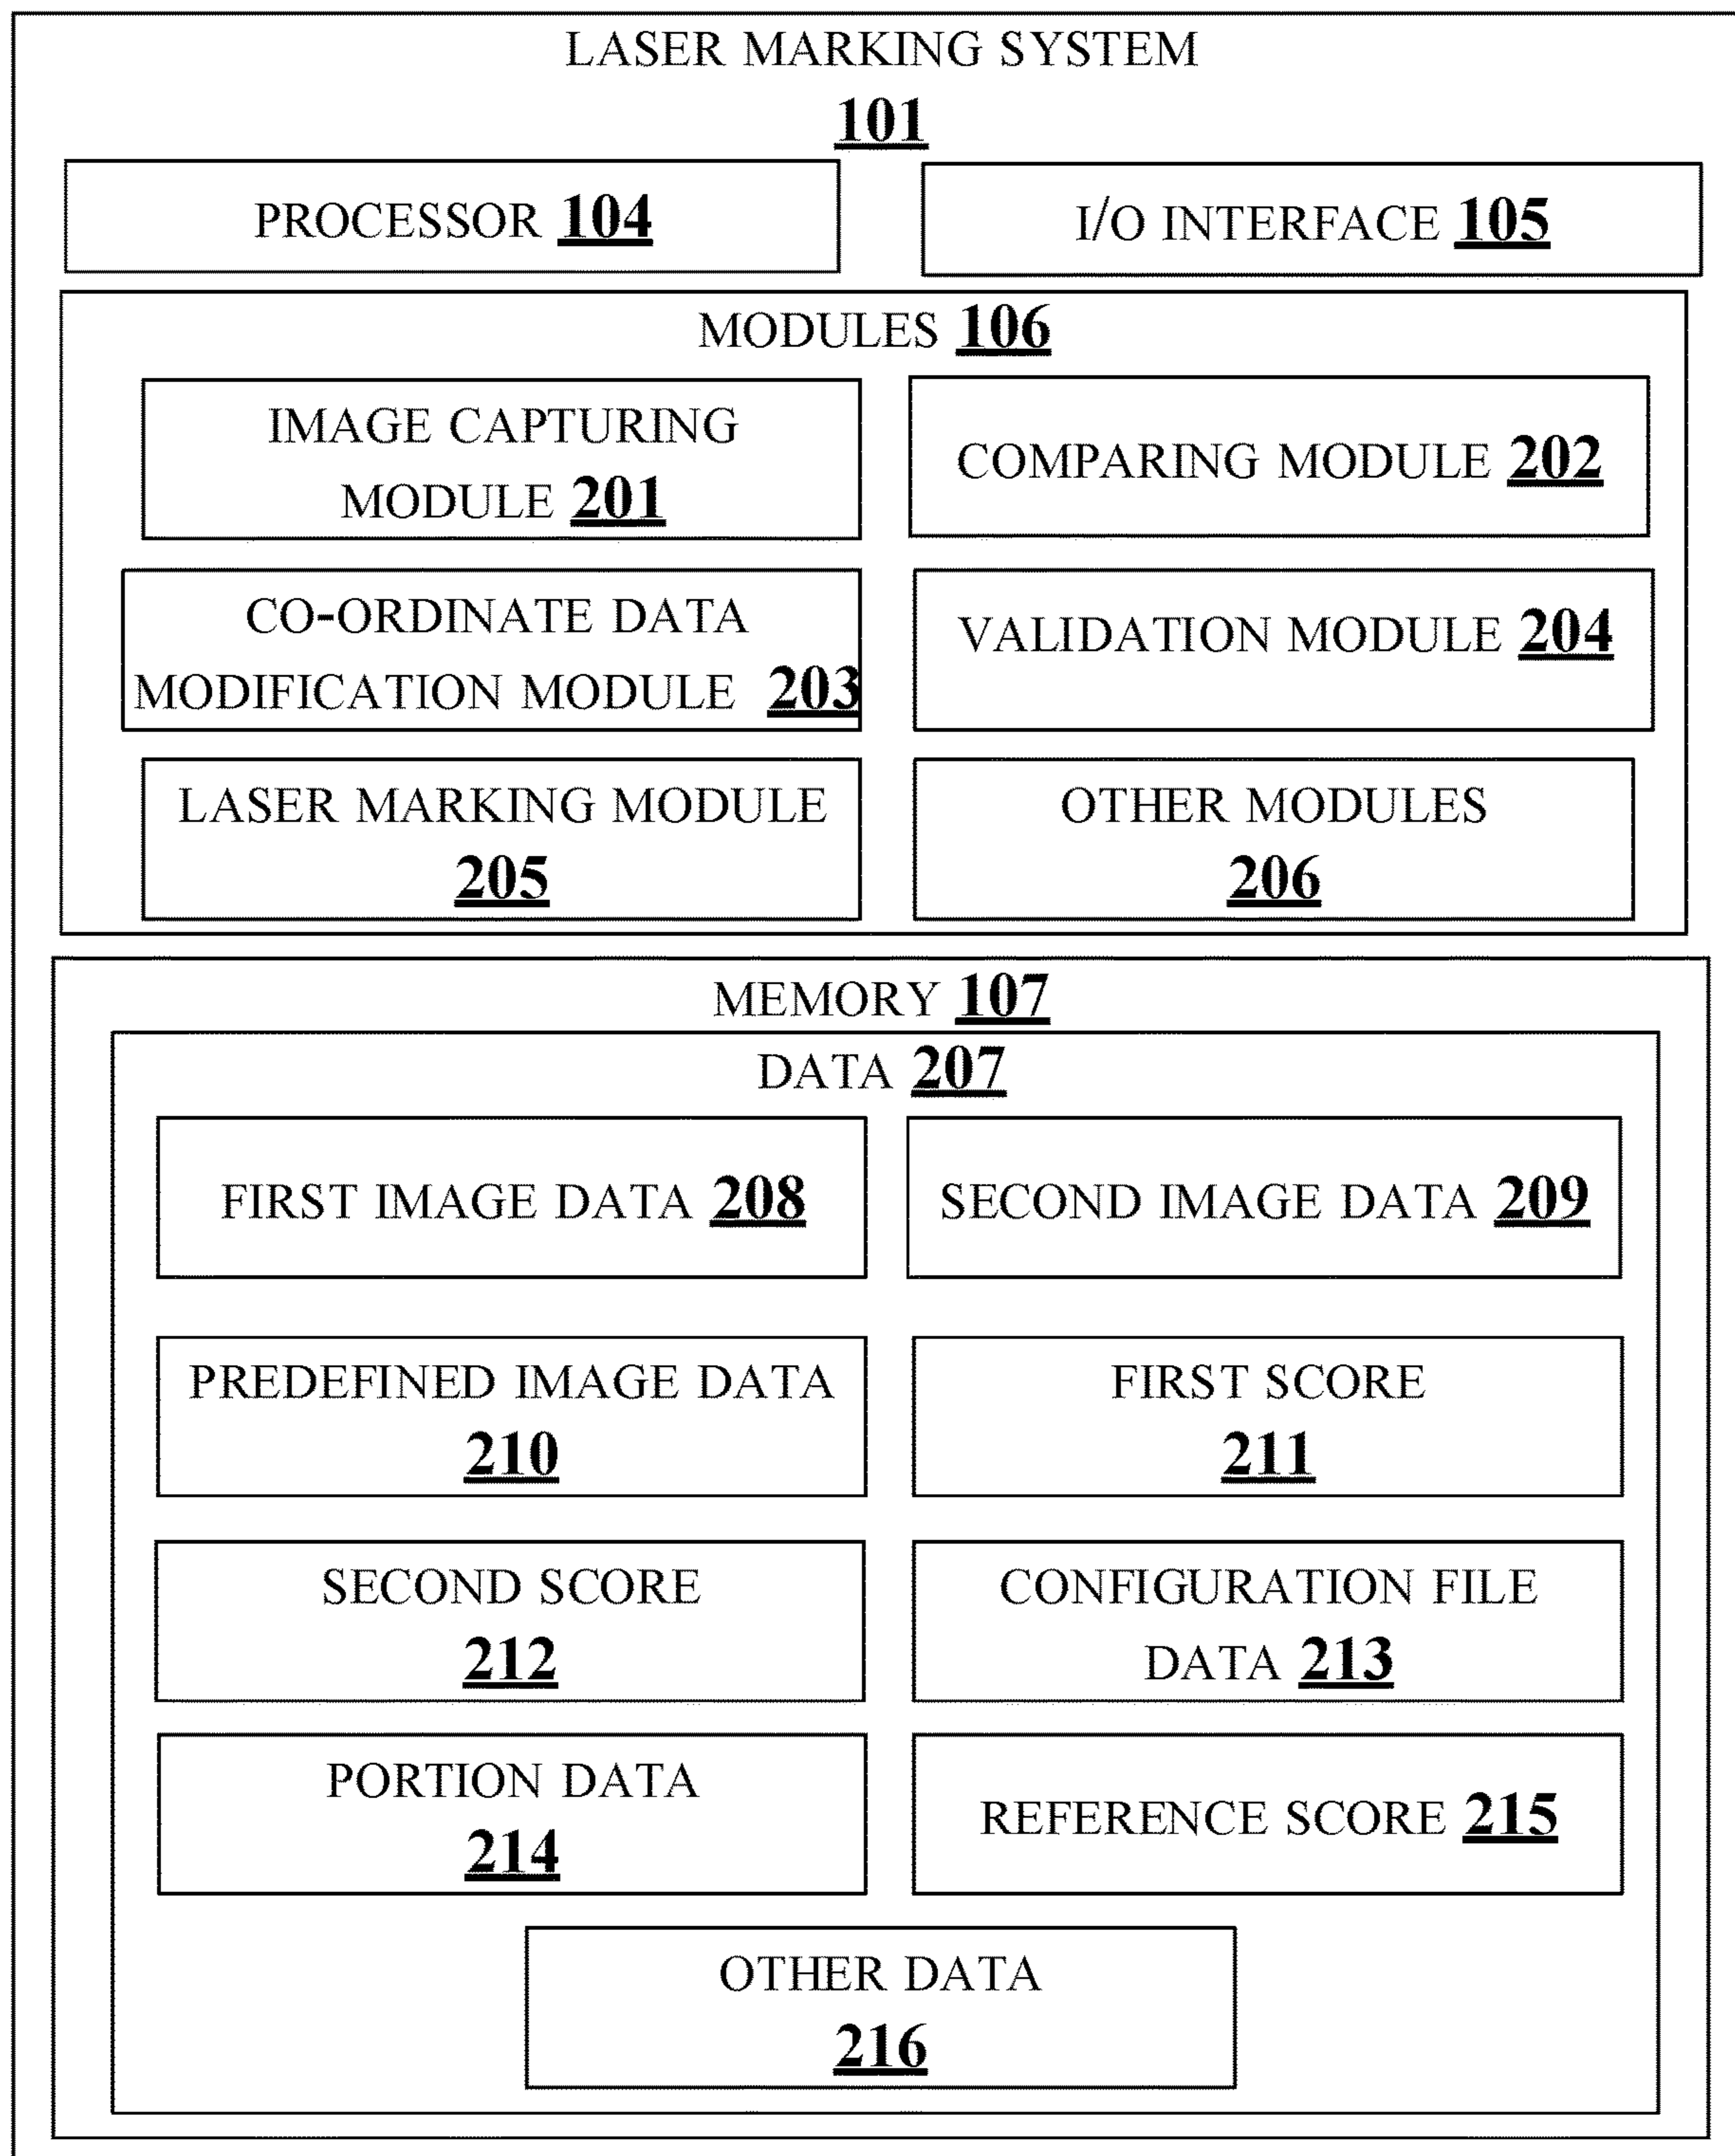 LASER MARKING SYSTEM
101
PROCESSOR 104
I/O INTERFACE 105
MODULES 106
IMAGE CAPTURING
MODULE 201
COMPARING MODULE 202
CO-ORDINATE DATA
MODIFICATION MODULE 203
VALIDATION MODULE 204
LASER MARKING MODULE
205
OTHER MODULES
206
MEMORY 107
DATA 207
FIRST IMAGE DATA 208
SECOND IMAGE DATA 209
PREDEFINED IMAGE DATA
210
FIRST SCORE
211
SECOND SCORE
212
CONFIGURATION FILE
DATA 213
PORTION DATA
214
REFERENCE SCORE 215
OTHER DATA
216